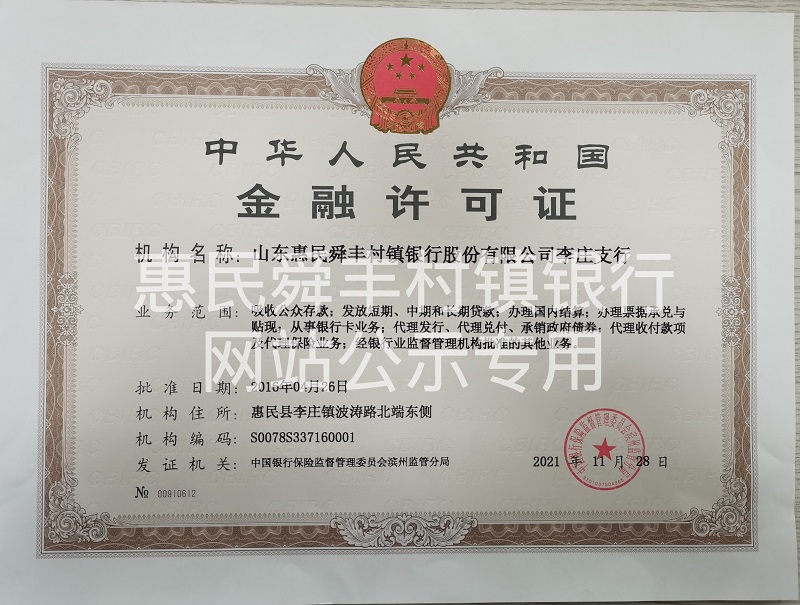 中华人民共和国
金融许可证
机构名称：山东惠民舜丰村镇银行股份有限公司李庄支行
惠民舜丰村镇银行
业务范围：吸收公众存款；发放短期、中期和长期贷款；办理国内结算；办理票据承兑与
贴现；从事银行卡业务；代理发行、代理兑付、承销政府债券；代理收付款项
及代理保险业务；经银行业监督管理机构批准的其他业务。
网站公示专用
批准日期：2016年04月26日
机构住所：惠民县李庄镇波涛路北端东侧
机构编码：S0078S337160001
发证机关：中国银行保险监督管理委员会滨州监管分局
2021 年 11 月 28 日
№ 00910612